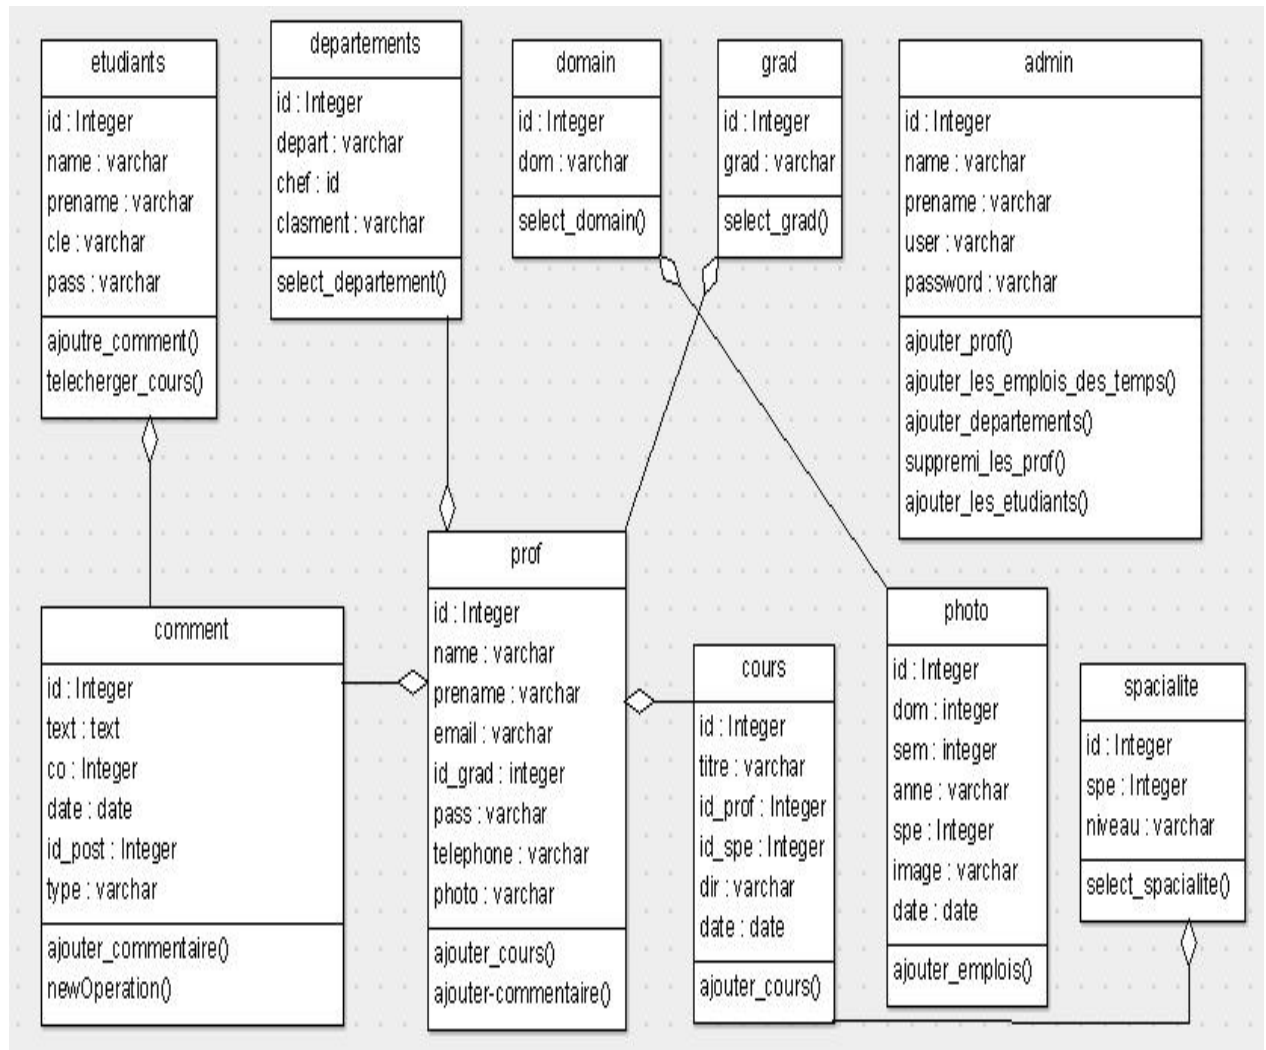 etudiants
id : Integer
name : varchar
prename : varchar
cle : varchar
pass : varchar
ajoutre_comment()
telecherger_cours()
departements
id : Integer
depart : varchar
chef : id
clasment : varchar
select_departement()
domain
id : Integer
dom : varchar
select_domain()
grad
id : Integer
grad : varchar
select_grad()
admin
id : Integer
name : varchar
prename : varchar
user : varchar
password : varchar
ajouter_prof()
ajouter_les_emplois_des_temps()
ajouter_departements()
suppremi_les_prof()
ajouter_les_etudiants()
comment
id : Integer
text : text
co : Integer
date : date
id_post : Integer
type : varchar
ajouter_commentaire()
newOperation()
prof
id : Integer
name : varchar
prename : varchar
email : varchar
id_grad : integer
pass : varchar
telephone : varchar
photo : varchar
ajouter_cours()
ajouter-commentaire()
cours
id : Integer
titre : varchar
id_prof : Integer
id_spe : Integer
dir : varchar
date : date
ajouter_cours()
photo
id : Integer
dom : integer
sem : integer
anne : varchar
spe : Integer
image : varchar
date : date
ajouter_emplois()
spacialite
id : Integer
spe : Integer
niveau : varchar
select_spacialite()